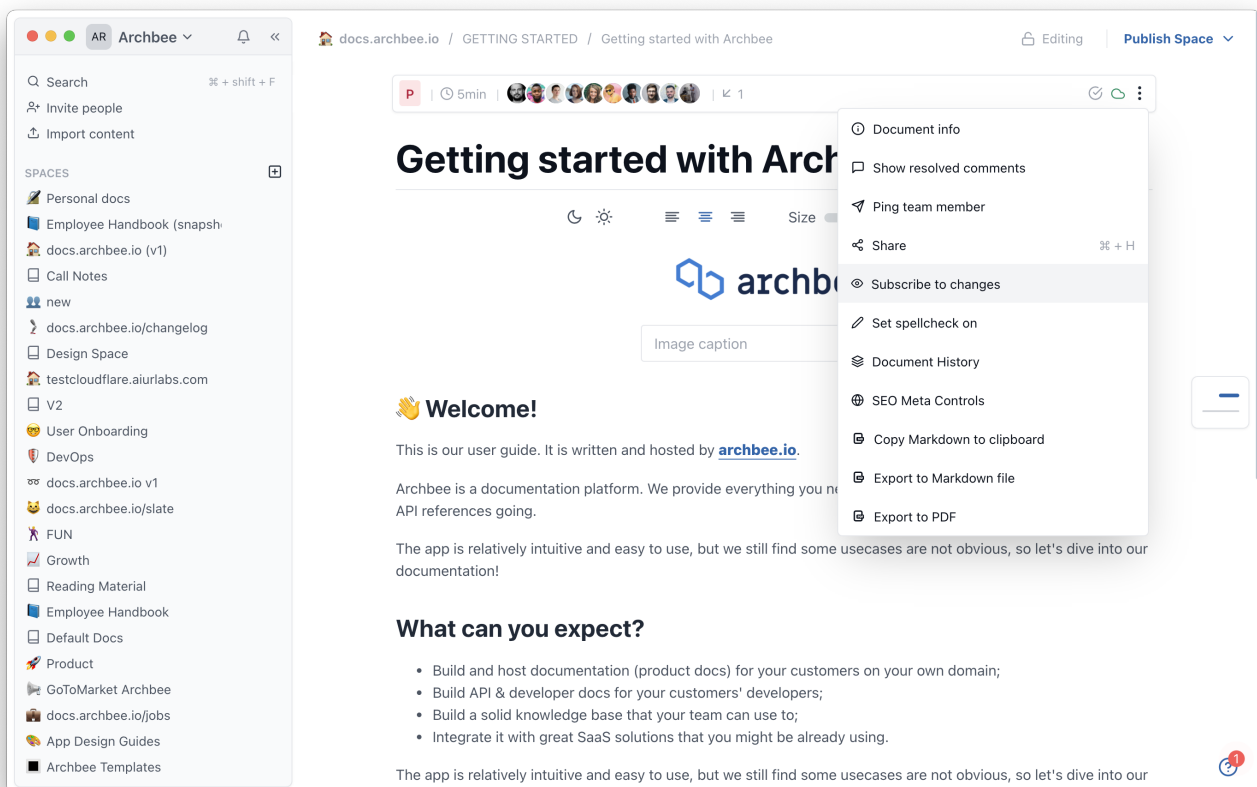 AR Archbee
Search ⌘ + shift + F
Invite people
Import content
SPACES
Personal docs
Employee Handbook (snapsh
docs.archbee.io (v1)
Call Notes
new
docs.archbee.io/changelog
Design Space
testcloudflare.aiurlabs.com
V2
User Onboarding
DevOps
docs.archbee.io v1
docs.archbee.io/slate
FUN
Growth
Reading Material
Employee Handbook
Default Docs
Product
GoToMarket Archbee
docs.archbee.io/jobs
App Design Guides
Archbee Templates
docs.archbee.io / GETTING STARTED / Getting started with Archbee
Editing
Publish Space
P 5min 1
Getting started with Arch
Size
archbe
Image caption
👋 Welcome!
This is our user guide. It is written and hosted by archbee.io.
Archbee is a documentation platform. We provide everything you ne
API references going.
The app is relatively intuitive and easy to use, but we still find some usecases are not obvious, so let's dive into our
documentation!
What can you expect?
• Build and host documentation (product docs) for your customers on your own domain;
• Build API & developer docs for your customers' developers;
• Build a solid knowledge base that your team can use to;
• Integrate it with great SaaS solutions that you might be already using.
The app is relatively intuitive and easy to use, but we still find some usecases are not obvious, so let's dive into our
Document info
Show resolved comments
Ping team member
Share ⌘ + H
Subscribe to changes
Set spellcheck on
Document History
SEO Meta Controls
Copy Markdown to clipboard
Export to Markdown file
Export to PDF
1